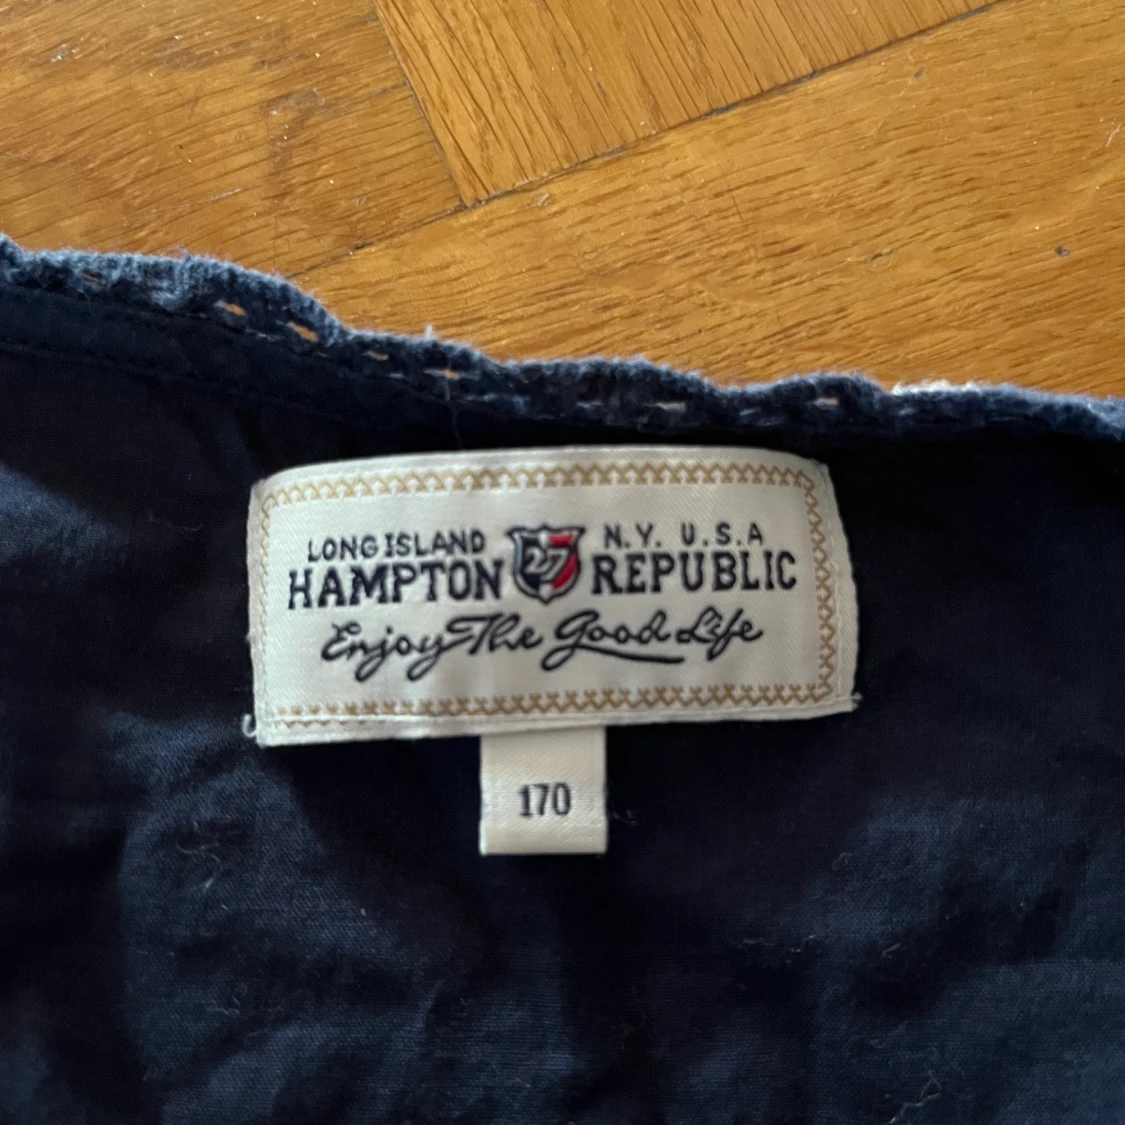 LONG ISLAND 27 N.Y. U.S.A
HAMPTON REPUBLIC
Enjoy The Good Life
170